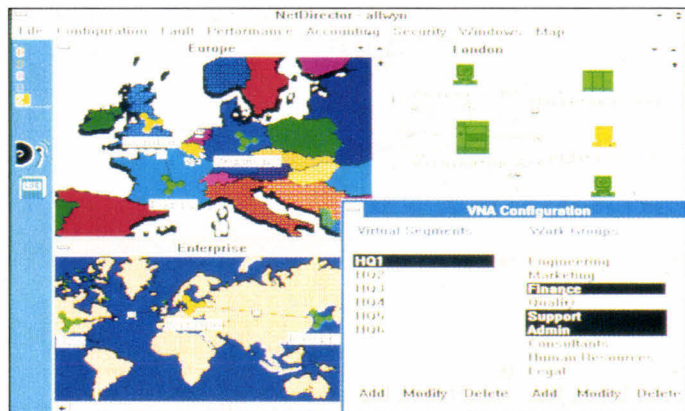 NetDirector - allwyn
File Configuration Fault Performance Accounting Security Windows Map
Europe
London
Enterprise
VNA Configuration
Virtual Segments
Work Groups
HQ1
HQ2
HQ3
HQ4
HQ5
HQ6
Engineering
Marketing
Finance
Quality
Support
Admin
Consultants
Human Resources
Legal
Add Modify Delete
Add Modify Delete